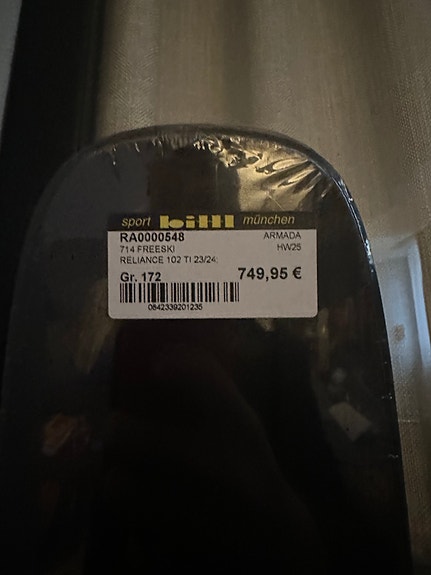 sport bittl münchen
RA0000548 ARMADA
714 FREESKI HW25
RELIANCE 102 TI 23/24;
Gr. 172 749,95 €
0842339201235